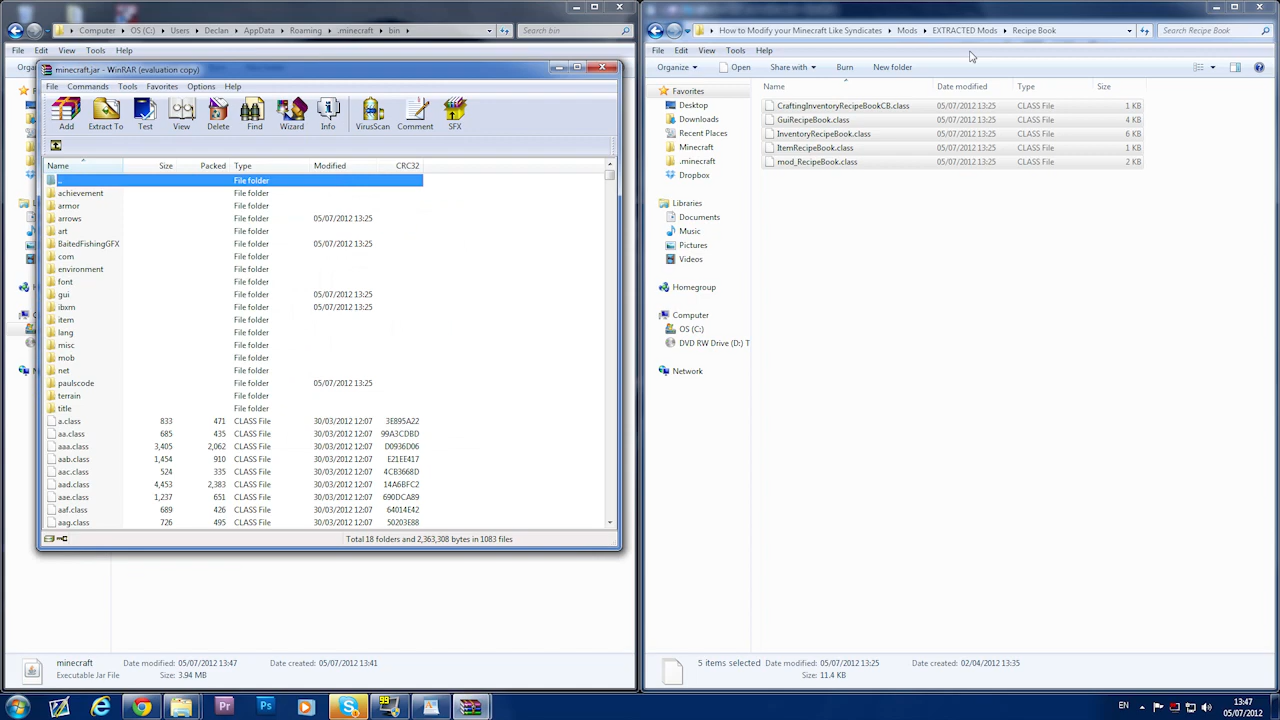 Computer ▸ OS (C:) ▸ Users ▸ Declan ▸ AppData ▸ Roaming ▸ .minecraft ▸ bin ▸
Search bin
File Edit View Tools Help
minecraft.jar - WinRAR (evaluation copy)
File Commands Tools Favorites Options Help
Add Extract To Test View Delete Find Wizard Info VirusScan Comment SFX
Name Size Packed Type Modified CRC32
.. File folder
achievement File folder
armor File folder
arrows File folder 05/07/2012 13:25
art File folder
BaitedFishingGFX File folder 05/07/2012 13:25
com File folder
environment File folder
font File folder
gui File folder 05/07/2012 13:25
ibxm File folder 05/07/2012 13:25
item File folder
lang File folder
misc File folder
mob File folder
net File folder
paulscode File folder 05/07/2012 13:25
terrain File folder
title File folder
a.class 833 471 CLASS File 30/03/2012 12:07 3E895A22
aa.class 685 435 CLASS File 30/03/2012 12:07 99A3CDBD
aaa.class 3,405 2,062 CLASS File 30/03/2012 12:07 D0936D06
aab.class 1,454 910 CLASS File 30/03/2012 12:07 E21EE417
aac.class 524 335 CLASS File 30/03/2012 12:07 4CB3668D
aad.class 4,453 2,383 CLASS File 30/03/2012 12:07 14A6BFC2
aae.class 1,237 651 CLASS File 30/03/2012 12:07 690DCA89
aaf.class 689 426 CLASS File 30/03/2012 12:07 64014E42
aag.class 726 495 CLASS File 30/03/2012 12:07 50203E88
Total 18 folders and 2,363,308 bytes in 1083 files
minecraft Date modified: 05/07/2012 13:47 Date created: 05/07/2012 13:41
Executable Jar File Size: 3.94 MB
How to Modify your Minecraft Like Syndicates ▸ Mods ▸ EXTRACTED Mods ▸ Recipe Book
Search Recipe Book
File Edit View Tools Help
Organize Open Share with Burn New folder
Favorites
Desktop
Downloads
Recent Places
Minecraft
.minecraft
Dropbox
Libraries
Documents
Music
Pictures
Videos
Homegroup
Computer
OS (C:)
DVD RW Drive (D:) T
Network
Name Date modified Type Size
CraftingInventoryRecipeBookCB.class 05/07/2012 13:25 CLASS File 1 KB
GuiRecipeBook.class 05/07/2012 13:25 CLASS File 4 KB
InventoryRecipeBook.class 05/07/2012 13:25 CLASS File 6 KB
ItemRecipeBook.class 05/07/2012 13:25 CLASS File 1 KB
mod_RecipeBook.class 05/07/2012 13:25 CLASS File 2 KB
5 items selected Date modified: 05/07/2012 13:25 Date created: 02/04/2012 13:35
Size: 11.4 KB
Pr Ps 99 EN 13:47
05/07/2012